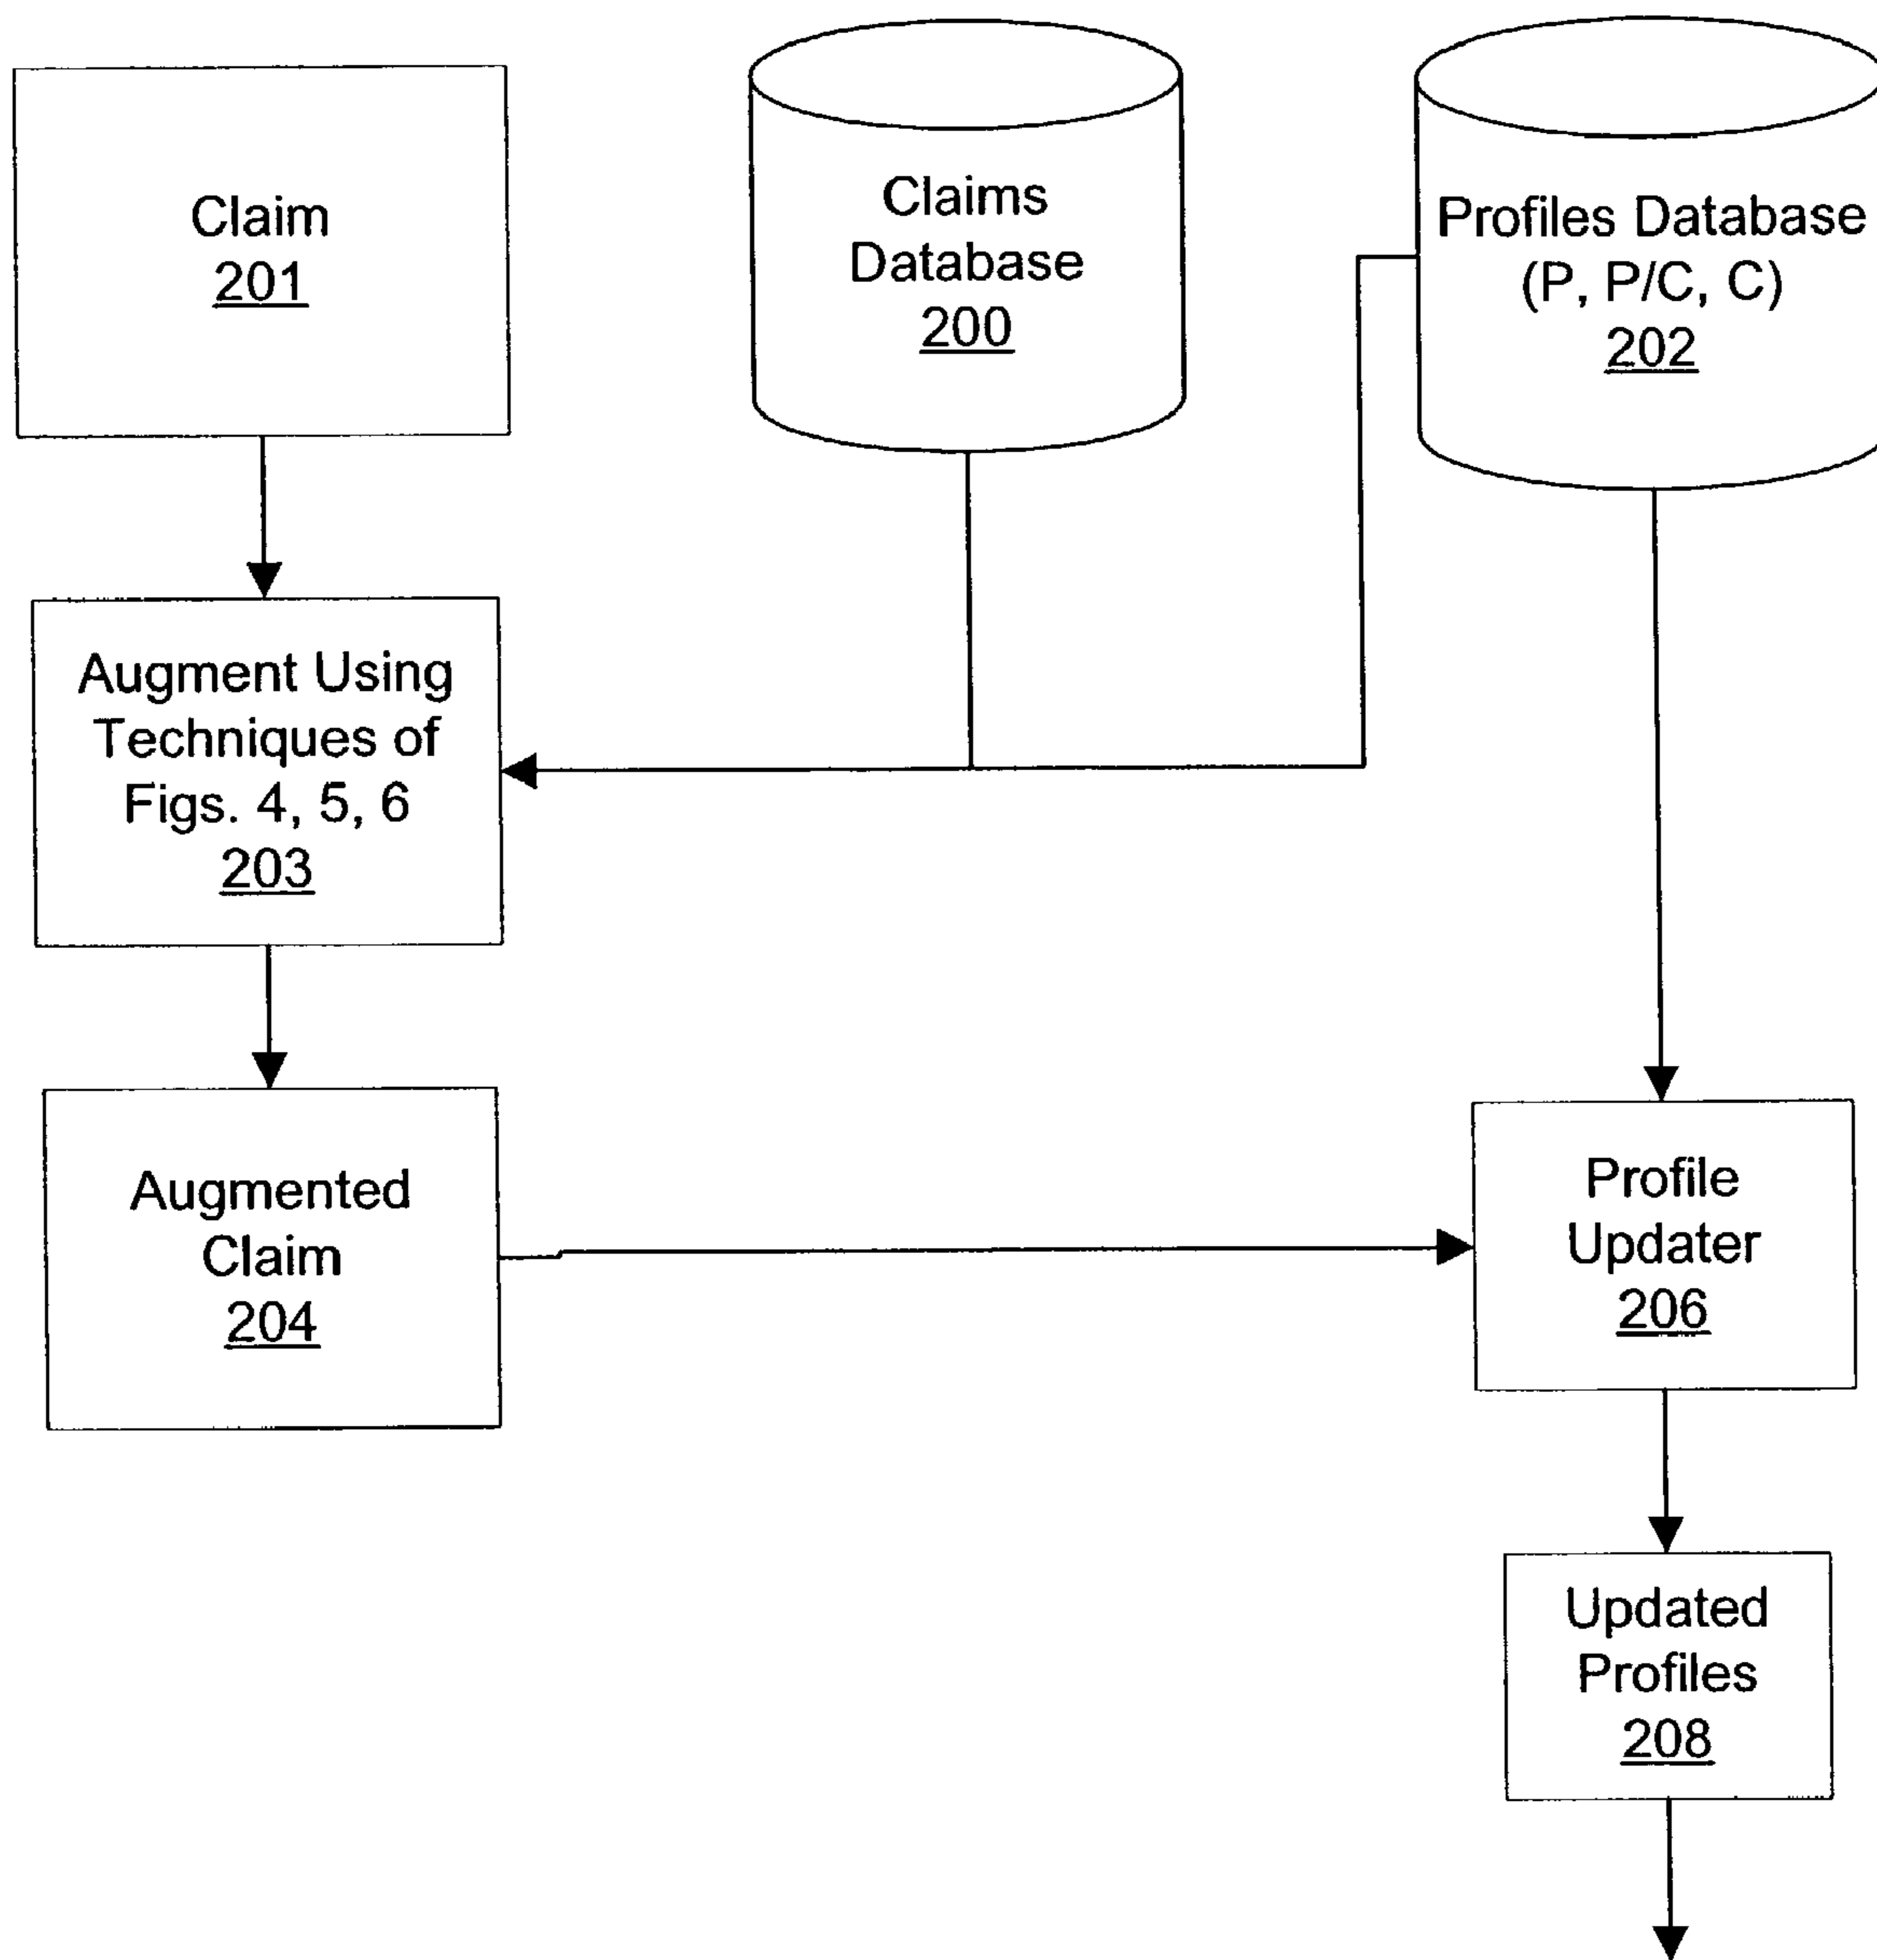 Claim
201
Claims
Database
200
Profiles Database
(P, P/C, C)
202
Augment Using
Techniques of
Figs. 4, 5, 6
203
Augmented
Claim
204
Profile
Updater
206
Updated
Profiles
208